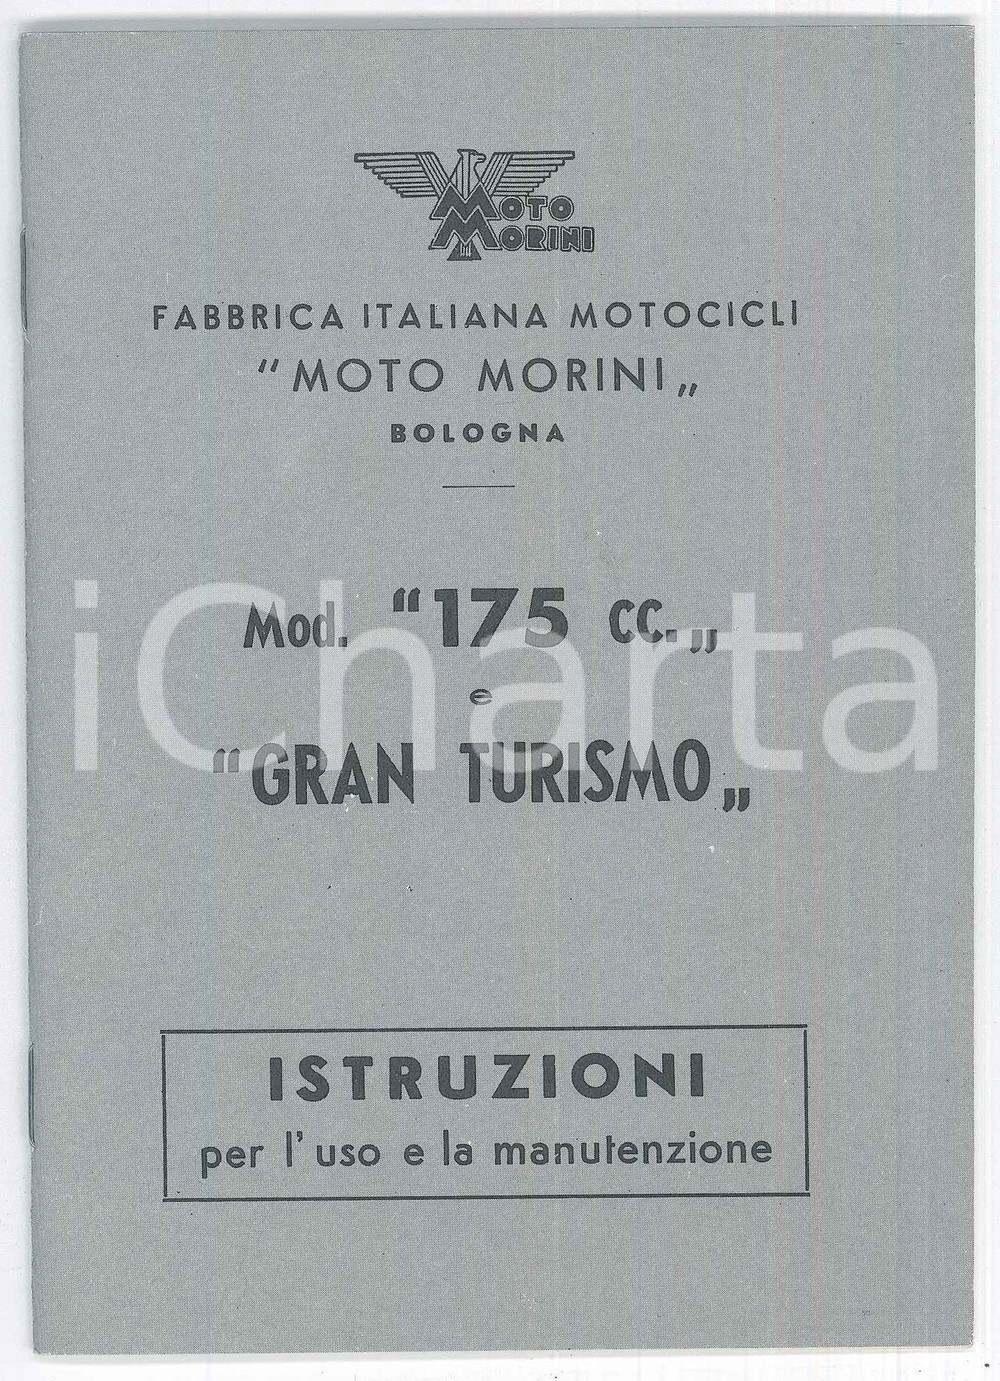 MOTO
MORINI
FABBRICA ITALIANA MOTOCICLI
"MOTO MORINI„
BOLOGNA
Mod. “175 cc.„
e
“GRAN TURISMO„
iCharta
ISTRUZIONI
per l'uso e la manutenzione